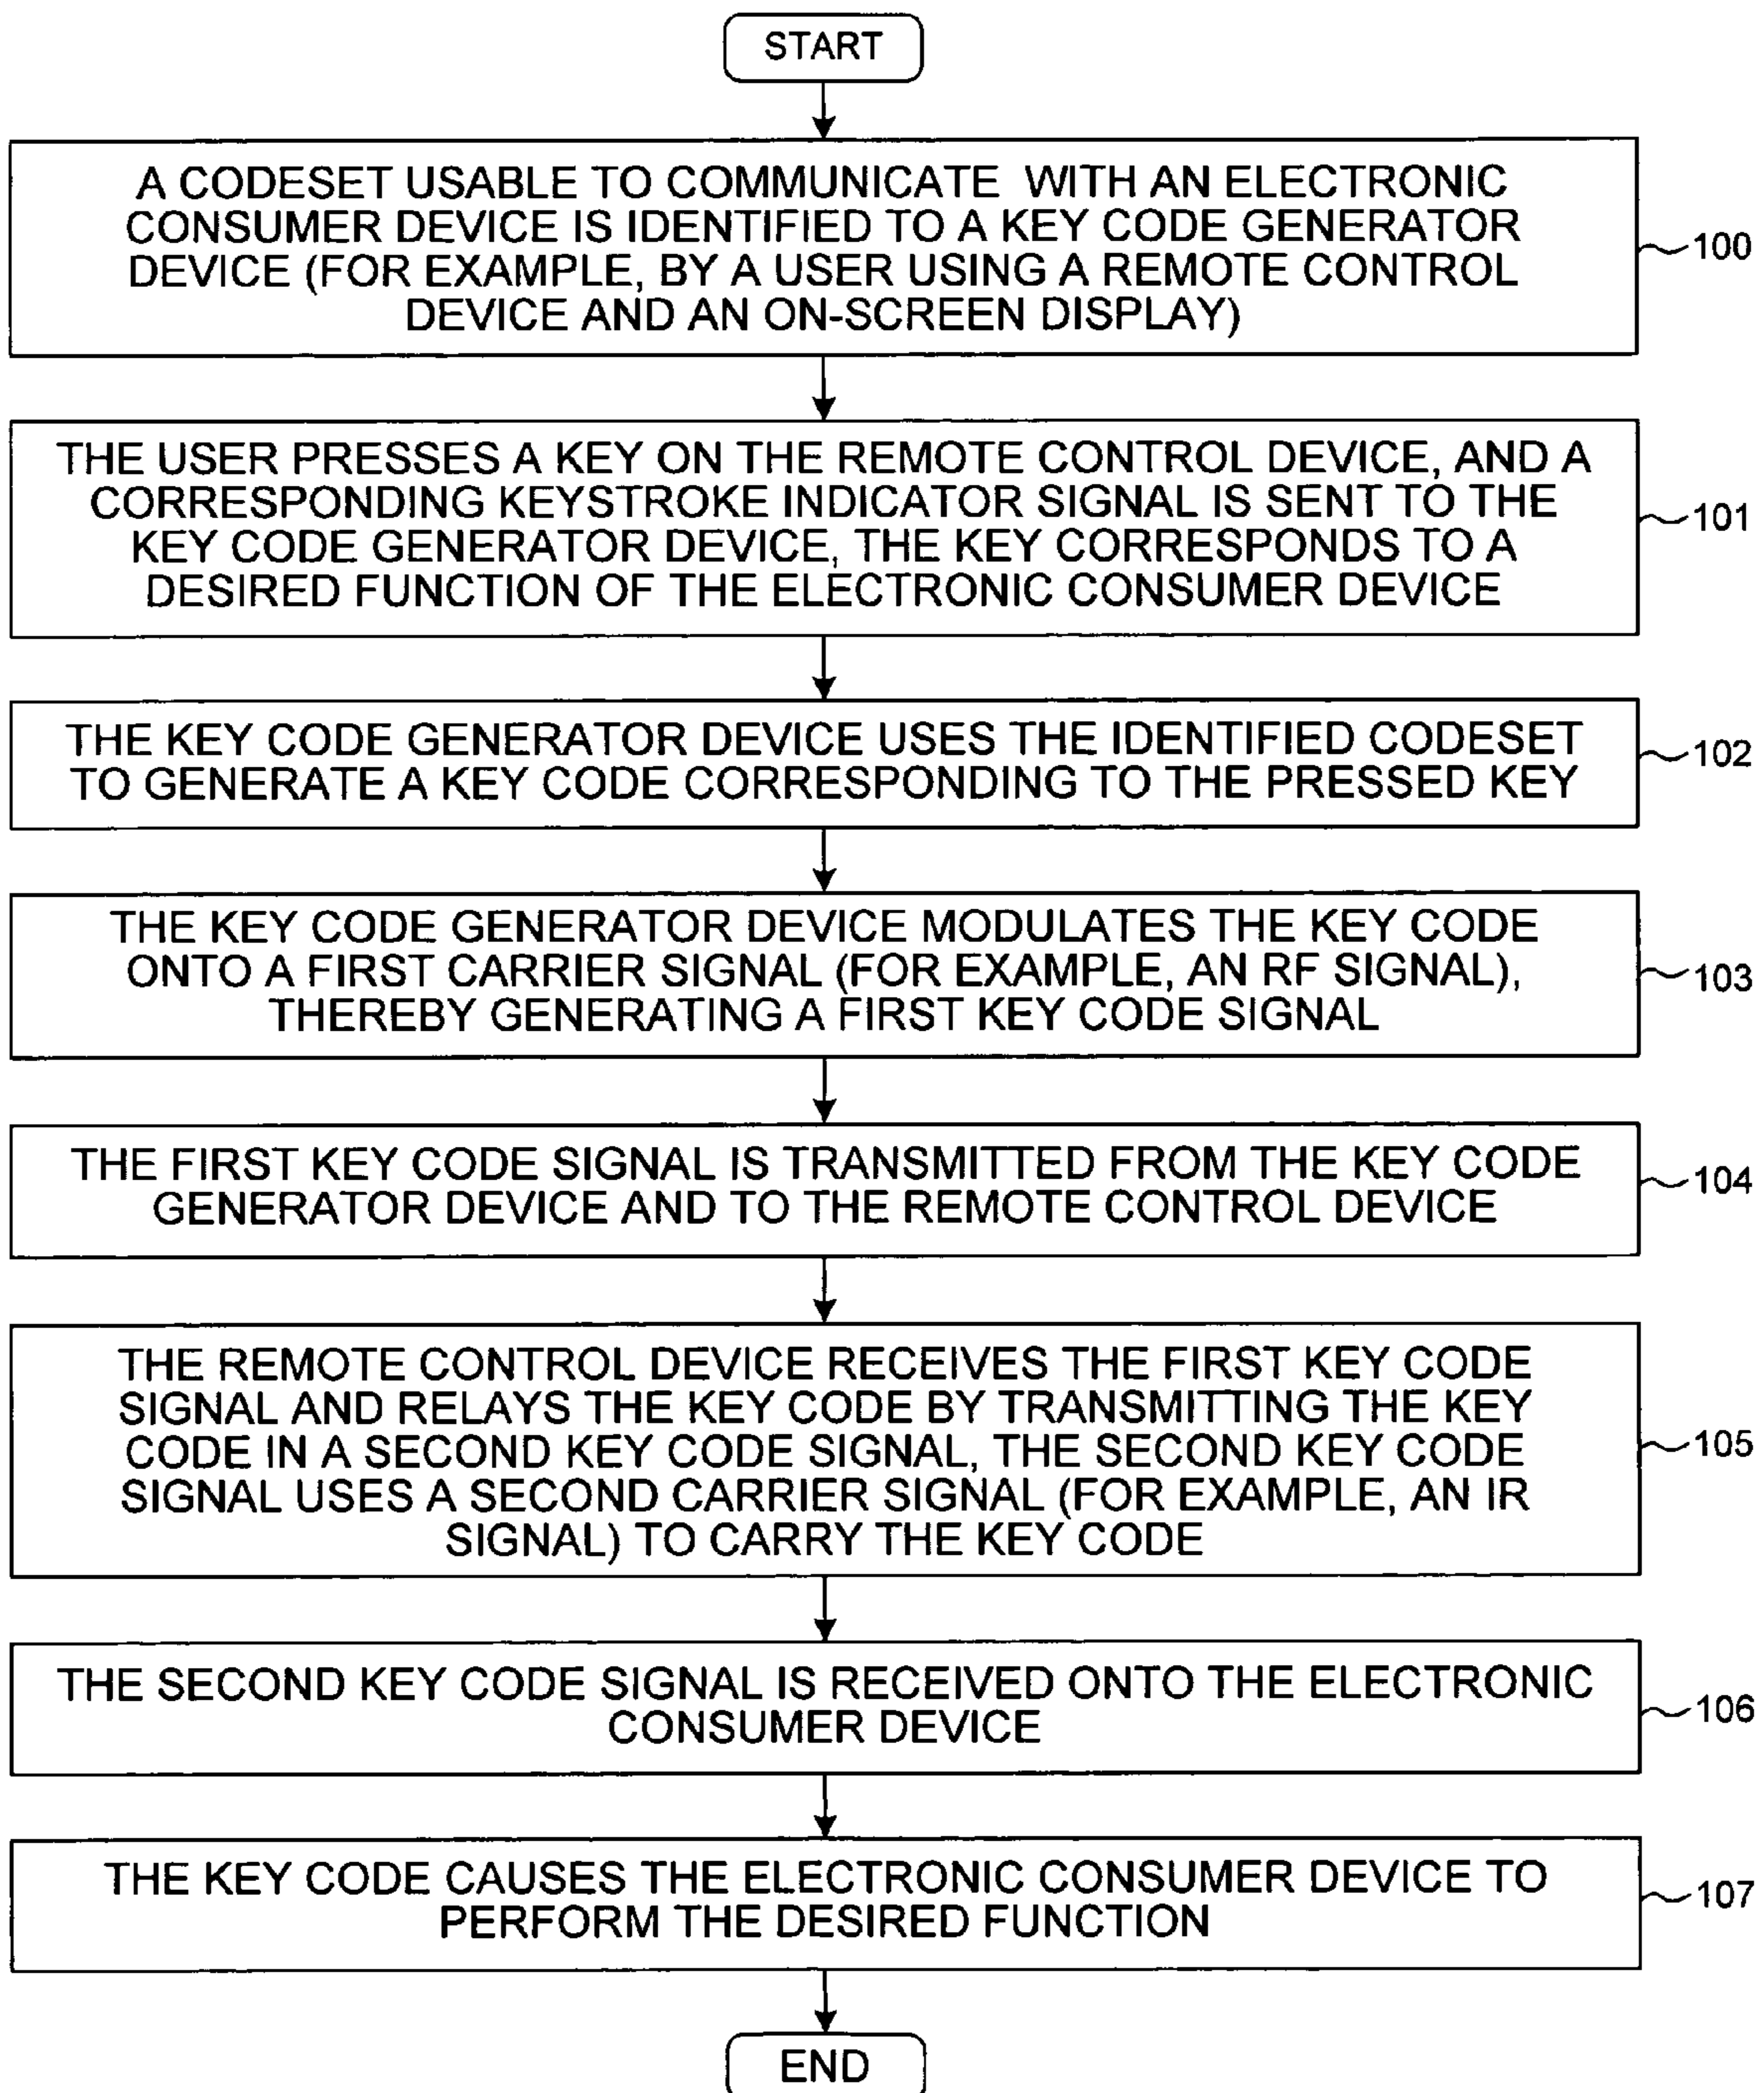 START
A CODESET USABLE TO COMMUNICATE WITH AN ELECTRONIC
CONSUMER DEVICE IS IDENTIFIED TO A KEY CODE GENERATOR
DEVICE (FOR EXAMPLE, BY A USER USING A REMOTE CONTROL
DEVICE AND AN ON-SCREEN DISPLAY)
100
THE USER PRESSES A KEY ON THE REMOTE CONTROL DEVICE, AND A
CORRESPONDING KEYSTROKE INDICATOR SIGNAL IS SENT TO THE
KEY CODE GENERATOR DEVICE, THE KEY CORRESPONDS TO A
DESIRED FUNCTION OF THE ELECTRONIC CONSUMER DEVICE
101
THE KEY CODE GENERATOR DEVICE USES THE IDENTIFIED CODESET
TO GENERATE A KEY CODE CORRESPONDING TO THE PRESSED KEY
102
THE KEY CODE GENERATOR DEVICE MODULATES THE KEY CODE
ONTO A FIRST CARRIER SIGNAL (FOR EXAMPLE, AN RF SIGNAL),
THEREBY GENERATING A FIRST KEY CODE SIGNAL
103
THE FIRST KEY CODE SIGNAL IS TRANSMITTED FROM THE KEY CODE
GENERATOR DEVICE AND TO THE REMOTE CONTROL DEVICE
104
THE REMOTE CONTROL DEVICE RECEIVES THE FIRST KEY CODE
SIGNAL AND RELAYS THE KEY CODE BY TRANSMITTING THE KEY
CODE IN A SECOND KEY CODE SIGNAL, THE SECOND KEY CODE
SIGNAL USES A SECOND CARRIER SIGNAL (FOR EXAMPLE, AN IR
SIGNAL) TO CARRY THE KEY CODE
105
THE SECOND KEY CODE SIGNAL IS RECEIVED ONTO THE ELECTRONIC
CONSUMER DEVICE
106
THE KEY CODE CAUSES THE ELECTRONIC CONSUMER DEVICE TO
PERFORM THE DESIRED FUNCTION
107
END